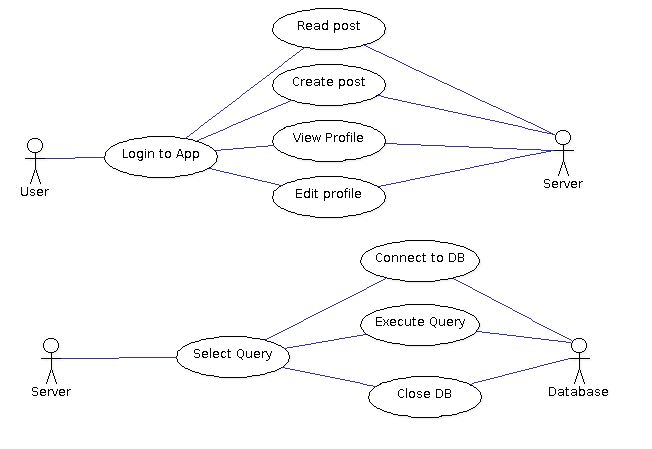 Read post
Create post
View Profile
Login to App
Edit profile
User
Server
Connect to DB
Execute Query
Select Query
Close DB
Server
Database